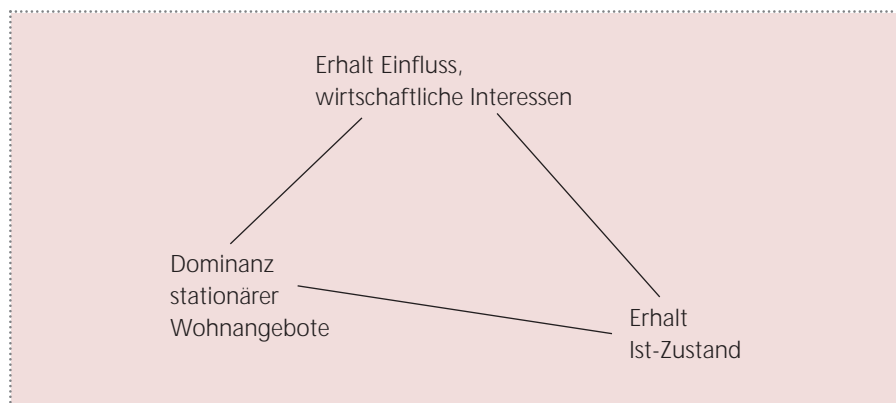 Erhalt Einfluss,
wirtschaftliche Interessen
Dominanz
stationärer
Wohnangebote
Erhalt
Ist-Zustand